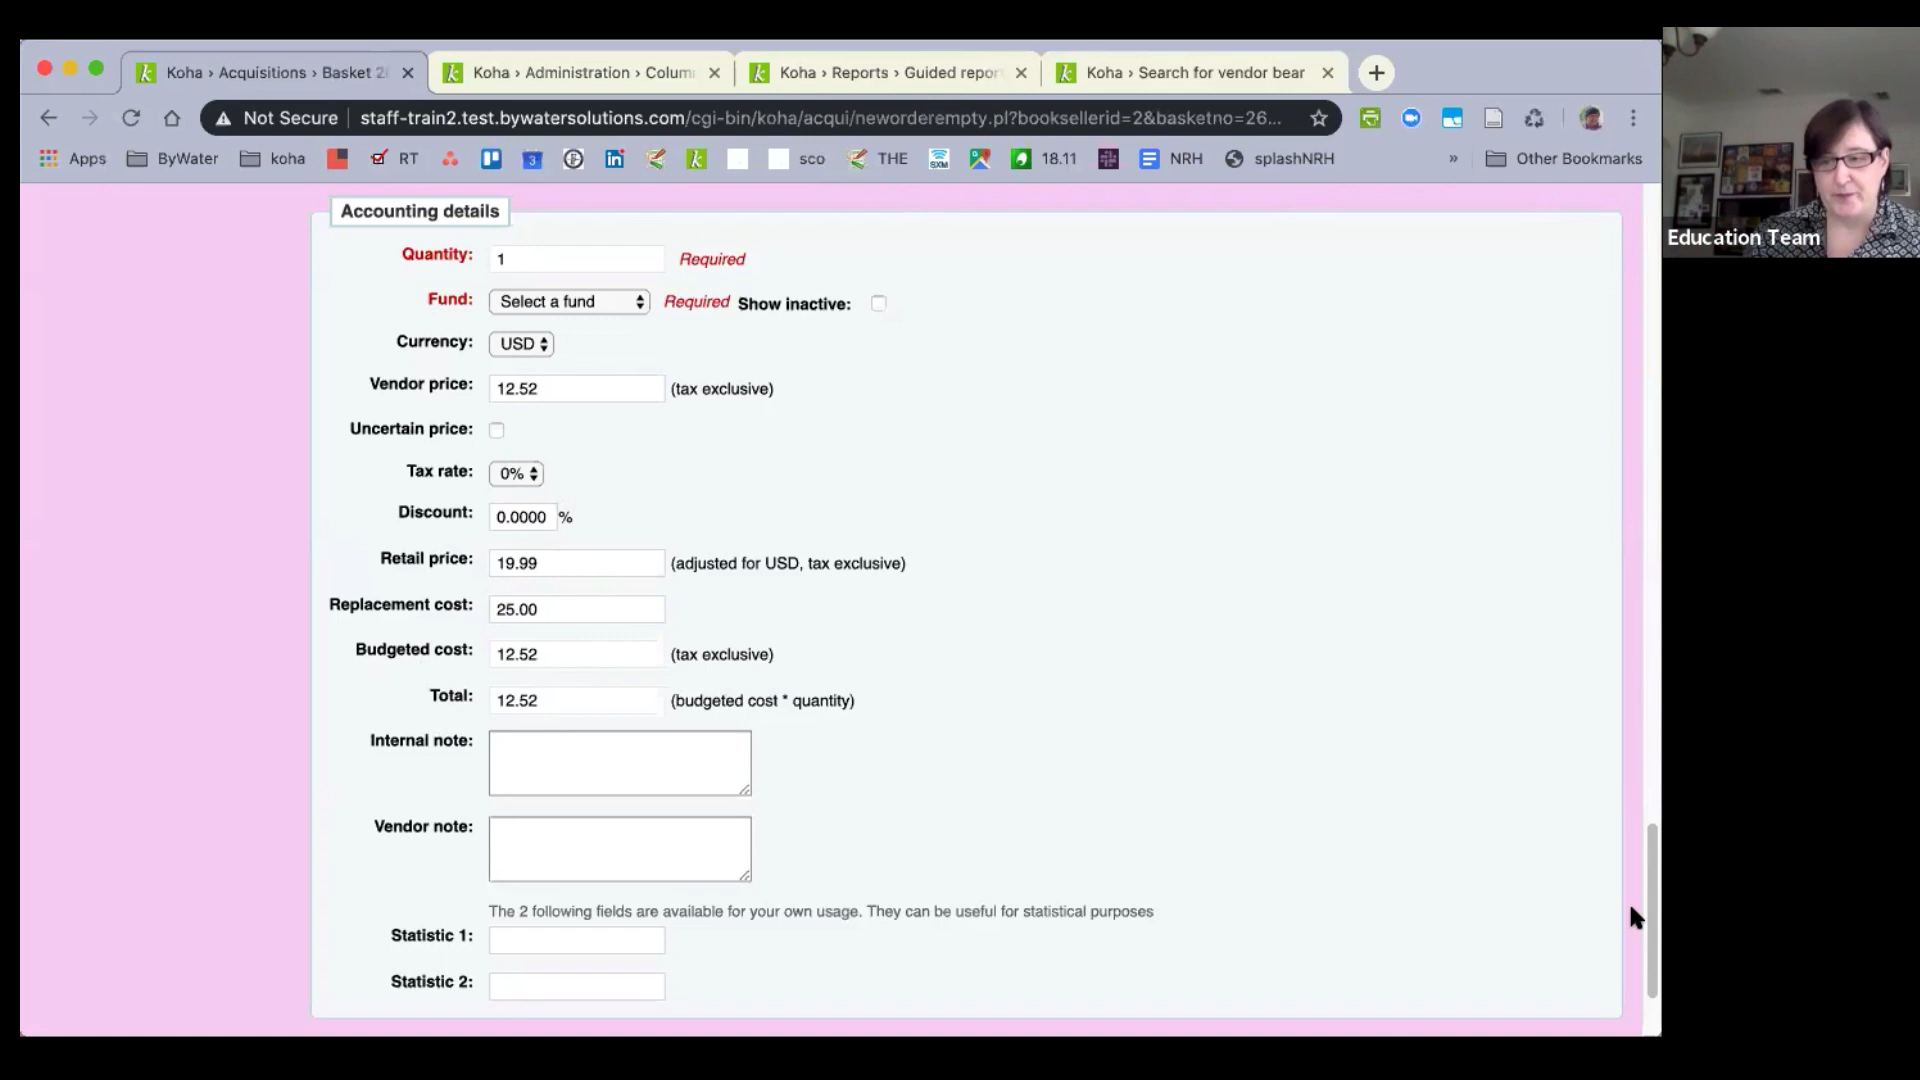 Koha › Acquisitions › Basket 2
Koha › Administration › Colum
Koha › Reports › Guided repor
Koha › Search for vendor bear
Not Secure
staff-train2.test.bywatersolutions.com/cgi-bin/koha/acqui/neworderempty.pl?booksellerid=2&basketno=26...
Apps
ByWater
koha
RT
3
sco
THE
SXM
18.11
NRH
splashNRH
»
Other Bookmarks
Education Team
Accounting details
Quantity: 1 Required
Fund: Select a fund Required Show inactive:
Currency: USD
Vendor price: 12.52 (tax exclusive)
Uncertain price:
Tax rate: 0%
Discount: 0.0000 %
Retail price: 19.99 (adjusted for USD, tax exclusive)
Replacement cost: 25.00
Budgeted cost: 12.52 (tax exclusive)
Total: 12.52 (budgeted cost * quantity)
Internal note:
Vendor note:
The 2 following fields are available for your own usage. They can be useful for statistical purposes
Statistic 1:
Statistic 2: